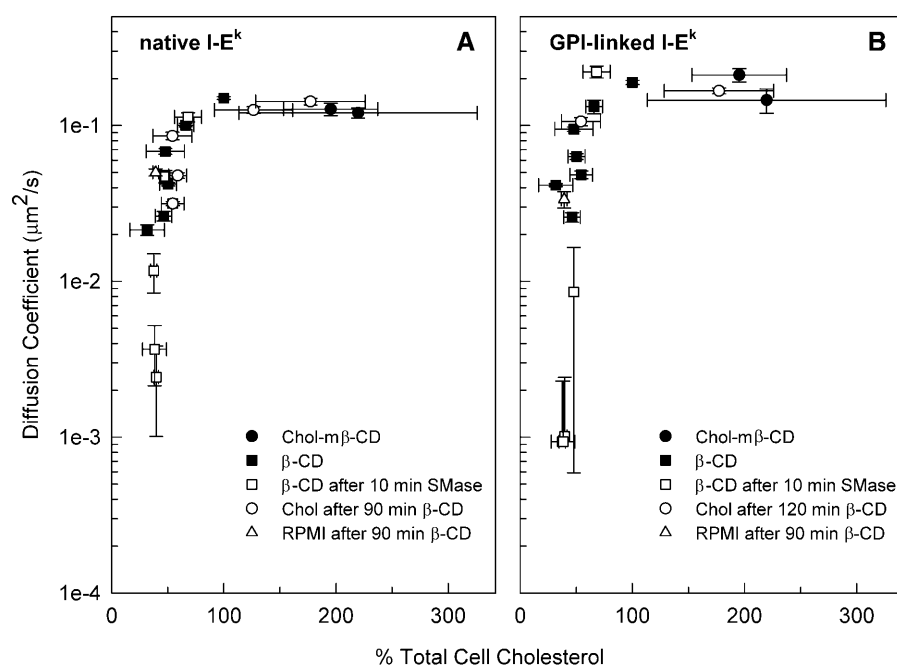 native I-E^k
A
GPI-linked I-E^k
B
Diffusion Coefficient (μm²/s)
1e-1
1e-2
1e-3
1e-4
Chol-mβ-CD
β-CD
β-CD after 10 min SMase
Chol after 90 min β-CD
RPMI after 90 min β-CD
Chol-mβ-CD
β-CD
β-CD after 10 min SMase
Chol after 120 min β-CD
RPMI after 90 min β-CD
0 100 200 300
0 100 200 300
% Total Cell Cholesterol